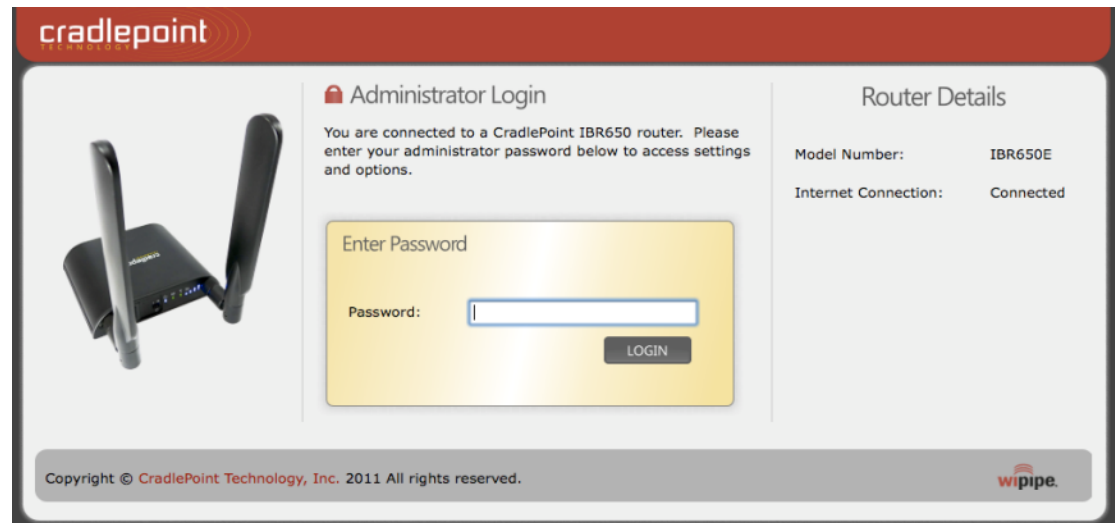 cradlepoint
TECHNOLOGY
Administrator Login
You are connected to a CradlePoint IBR650 router. Please
enter your administrator password below to access settings
and options.
Enter Password
Password:
LOGIN
Router Details
Model Number: IBR650E
Internet Connection: Connected
cradlepoint
Copyright © CradlePoint Technology, Inc. 2011 All rights reserved.
wipipe.